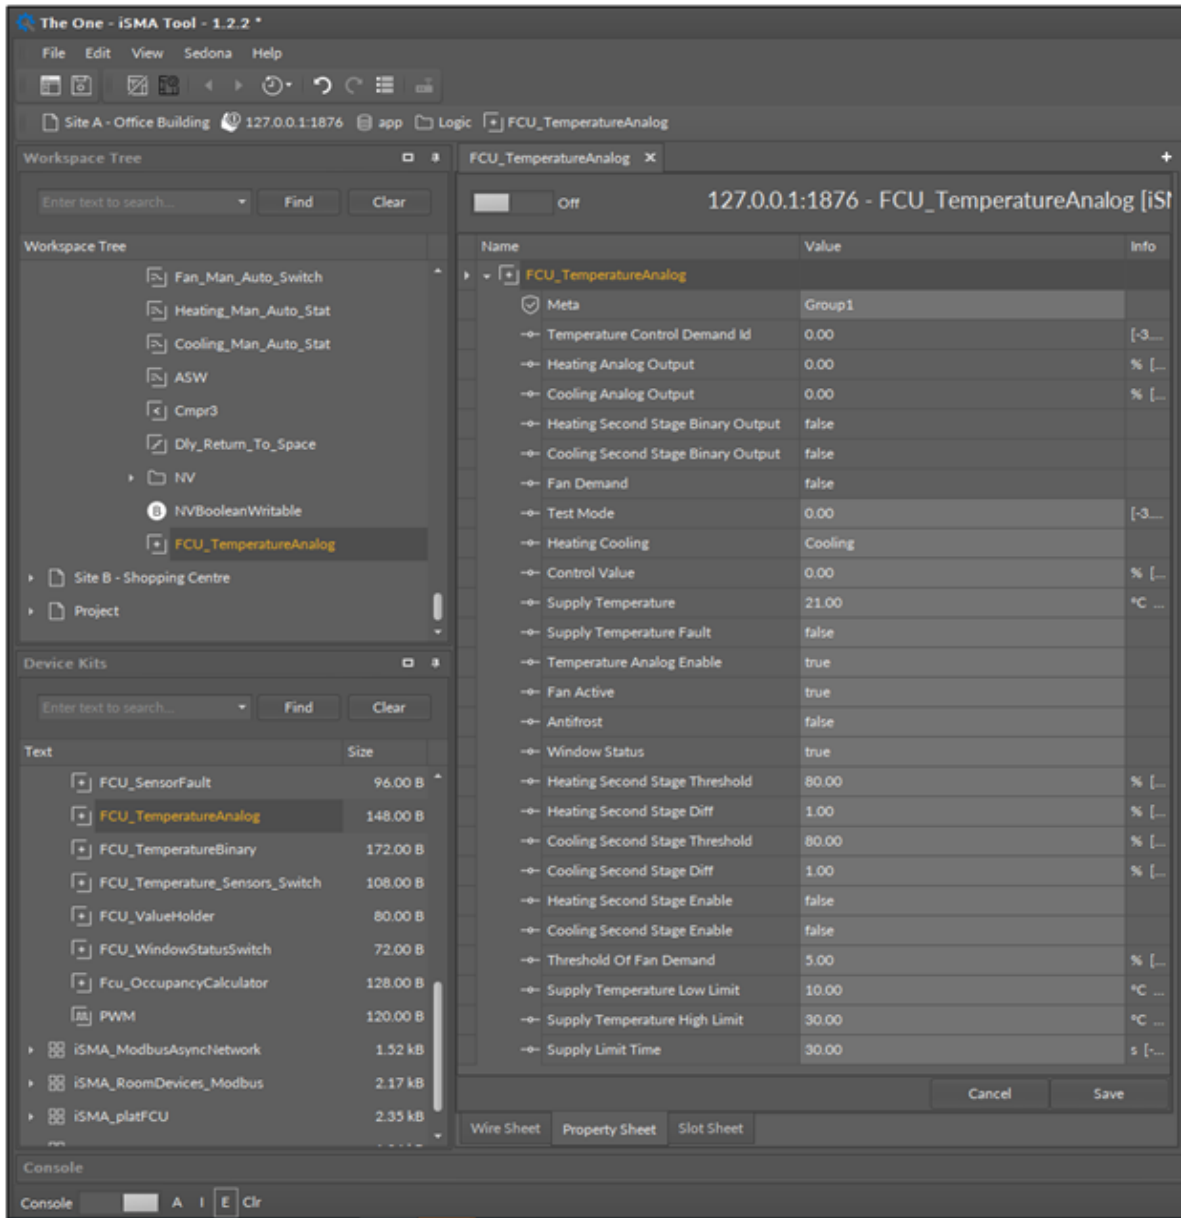 The One - iSMA Tool - 1.2.2 *
File Edit View Sedona Help
Site A - Office Building 127.0.0.1:1876 app Logic FCU_TemperatureAnalog
Workspace Tree
Enter text to search... Find Clear
Workspace Tree
Fan_Man_Auto_Switch
Heating_Man_Auto_Stat
Cooling_Man_Auto_Stat
ASW
Cmpr3
Dly_Return_To_Space
NV
B NVBooleanWritable
FCU_TemperatureAnalog
Site B - Shopping Centre
Project
Device Kits
Enter text to search... Find Clear
Text Size
FCU_SensorFault 96.00 B
FCU_TemperatureAnalog 148.00 B
FCU_TemperatureBinary 172.00 B
FCU_Temperature_Sensors_Switch 108.00 B
FCU_ValueHolder 80.00 B
FCU_WindowStatusSwitch 72.00 B
Fcu_OccupancyCalculator 128.00 B
PWM 120.00 B
iSMA_ModbusAsyncNetwork 1.52 kB
iSMA_RoomDevices_Modbus 2.17 kB
iSMA_platFCU 2.35 kB
FCU_TemperatureAnalog
Off 127.0.0.1:1876 - FCU_TemperatureAnalog [iSM
Name Value Info
FCU_TemperatureAnalog
Meta Group1
Temperature Control Demand Id 0.00 [-3....
Heating Analog Output 0.00 % [...
Cooling Analog Output 0.00 % [...
Heating Second Stage Binary Output false
Cooling Second Stage Binary Output false
Fan Demand false
Test Mode 0.00 [-3....
Heating Cooling Cooling
Control Value 0.00 % [...
Supply Temperature 21.00 °C ...
Supply Temperature Fault false
Temperature Analog Enable true
Fan Active true
Antifrost false
Window Status true
Heating Second Stage Threshold 80.00 % [...
Heating Second Stage Diff 1.00 % [...
Cooling Second Stage Threshold 80.00 % [...
Cooling Second Stage Diff 1.00 % [...
Heating Second Stage Enable false
Cooling Second Stage Enable false
Threshold Of Fan Demand 5.00 % [...
Supply Temperature Low Limit 10.00 °C ...
Supply Temperature High Limit 30.00 °C ...
Supply Limit Time 30.00 s [-...
Cancel Save
Wire Sheet Property Sheet Slot Sheet
Console
Console A I E Clr